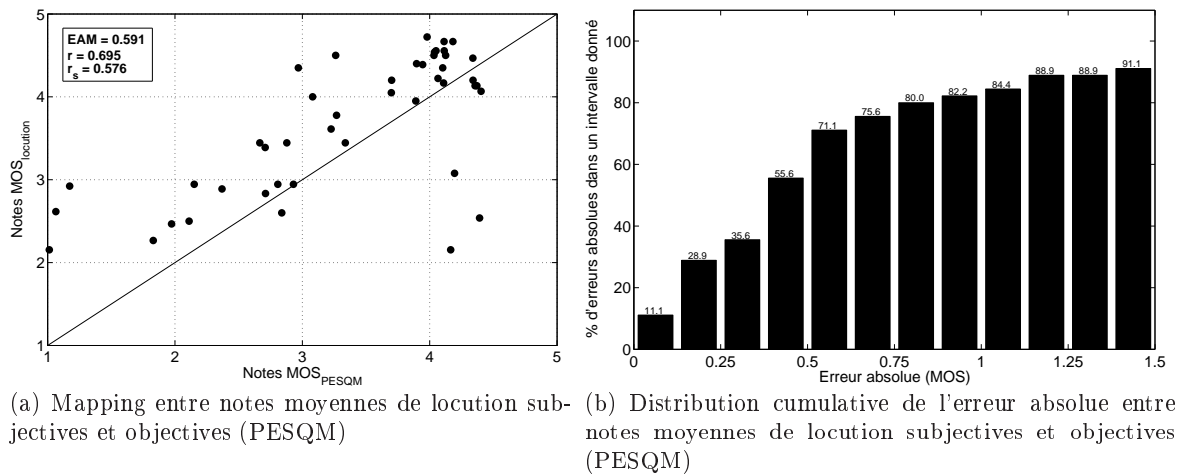 5
4
3
2
1
1
2
3
4
5
EAM = 0.591
r = 0.695
r_s = 0.576
Notes MOS_locution
Notes MOS_PESQM
(a) Mapping entre notes moyennes de locution sub-
jectives et objectives (PESQM)
100
80
60
40
20
0
% d'erreurs absolues dans un intervalle donné
11.1
28.9
35.6
55.6
71.1
75.6
80.0
82.2
84.4
88.9
88.9
91.1
0
0.25
0.5
0.75
1
1.25
1.5
Erreur absolue (MOS)
(b) Distribution cumulative de l'erreur absolue entre
notes moyennes de locution subjectives et objectives
(PESQM)